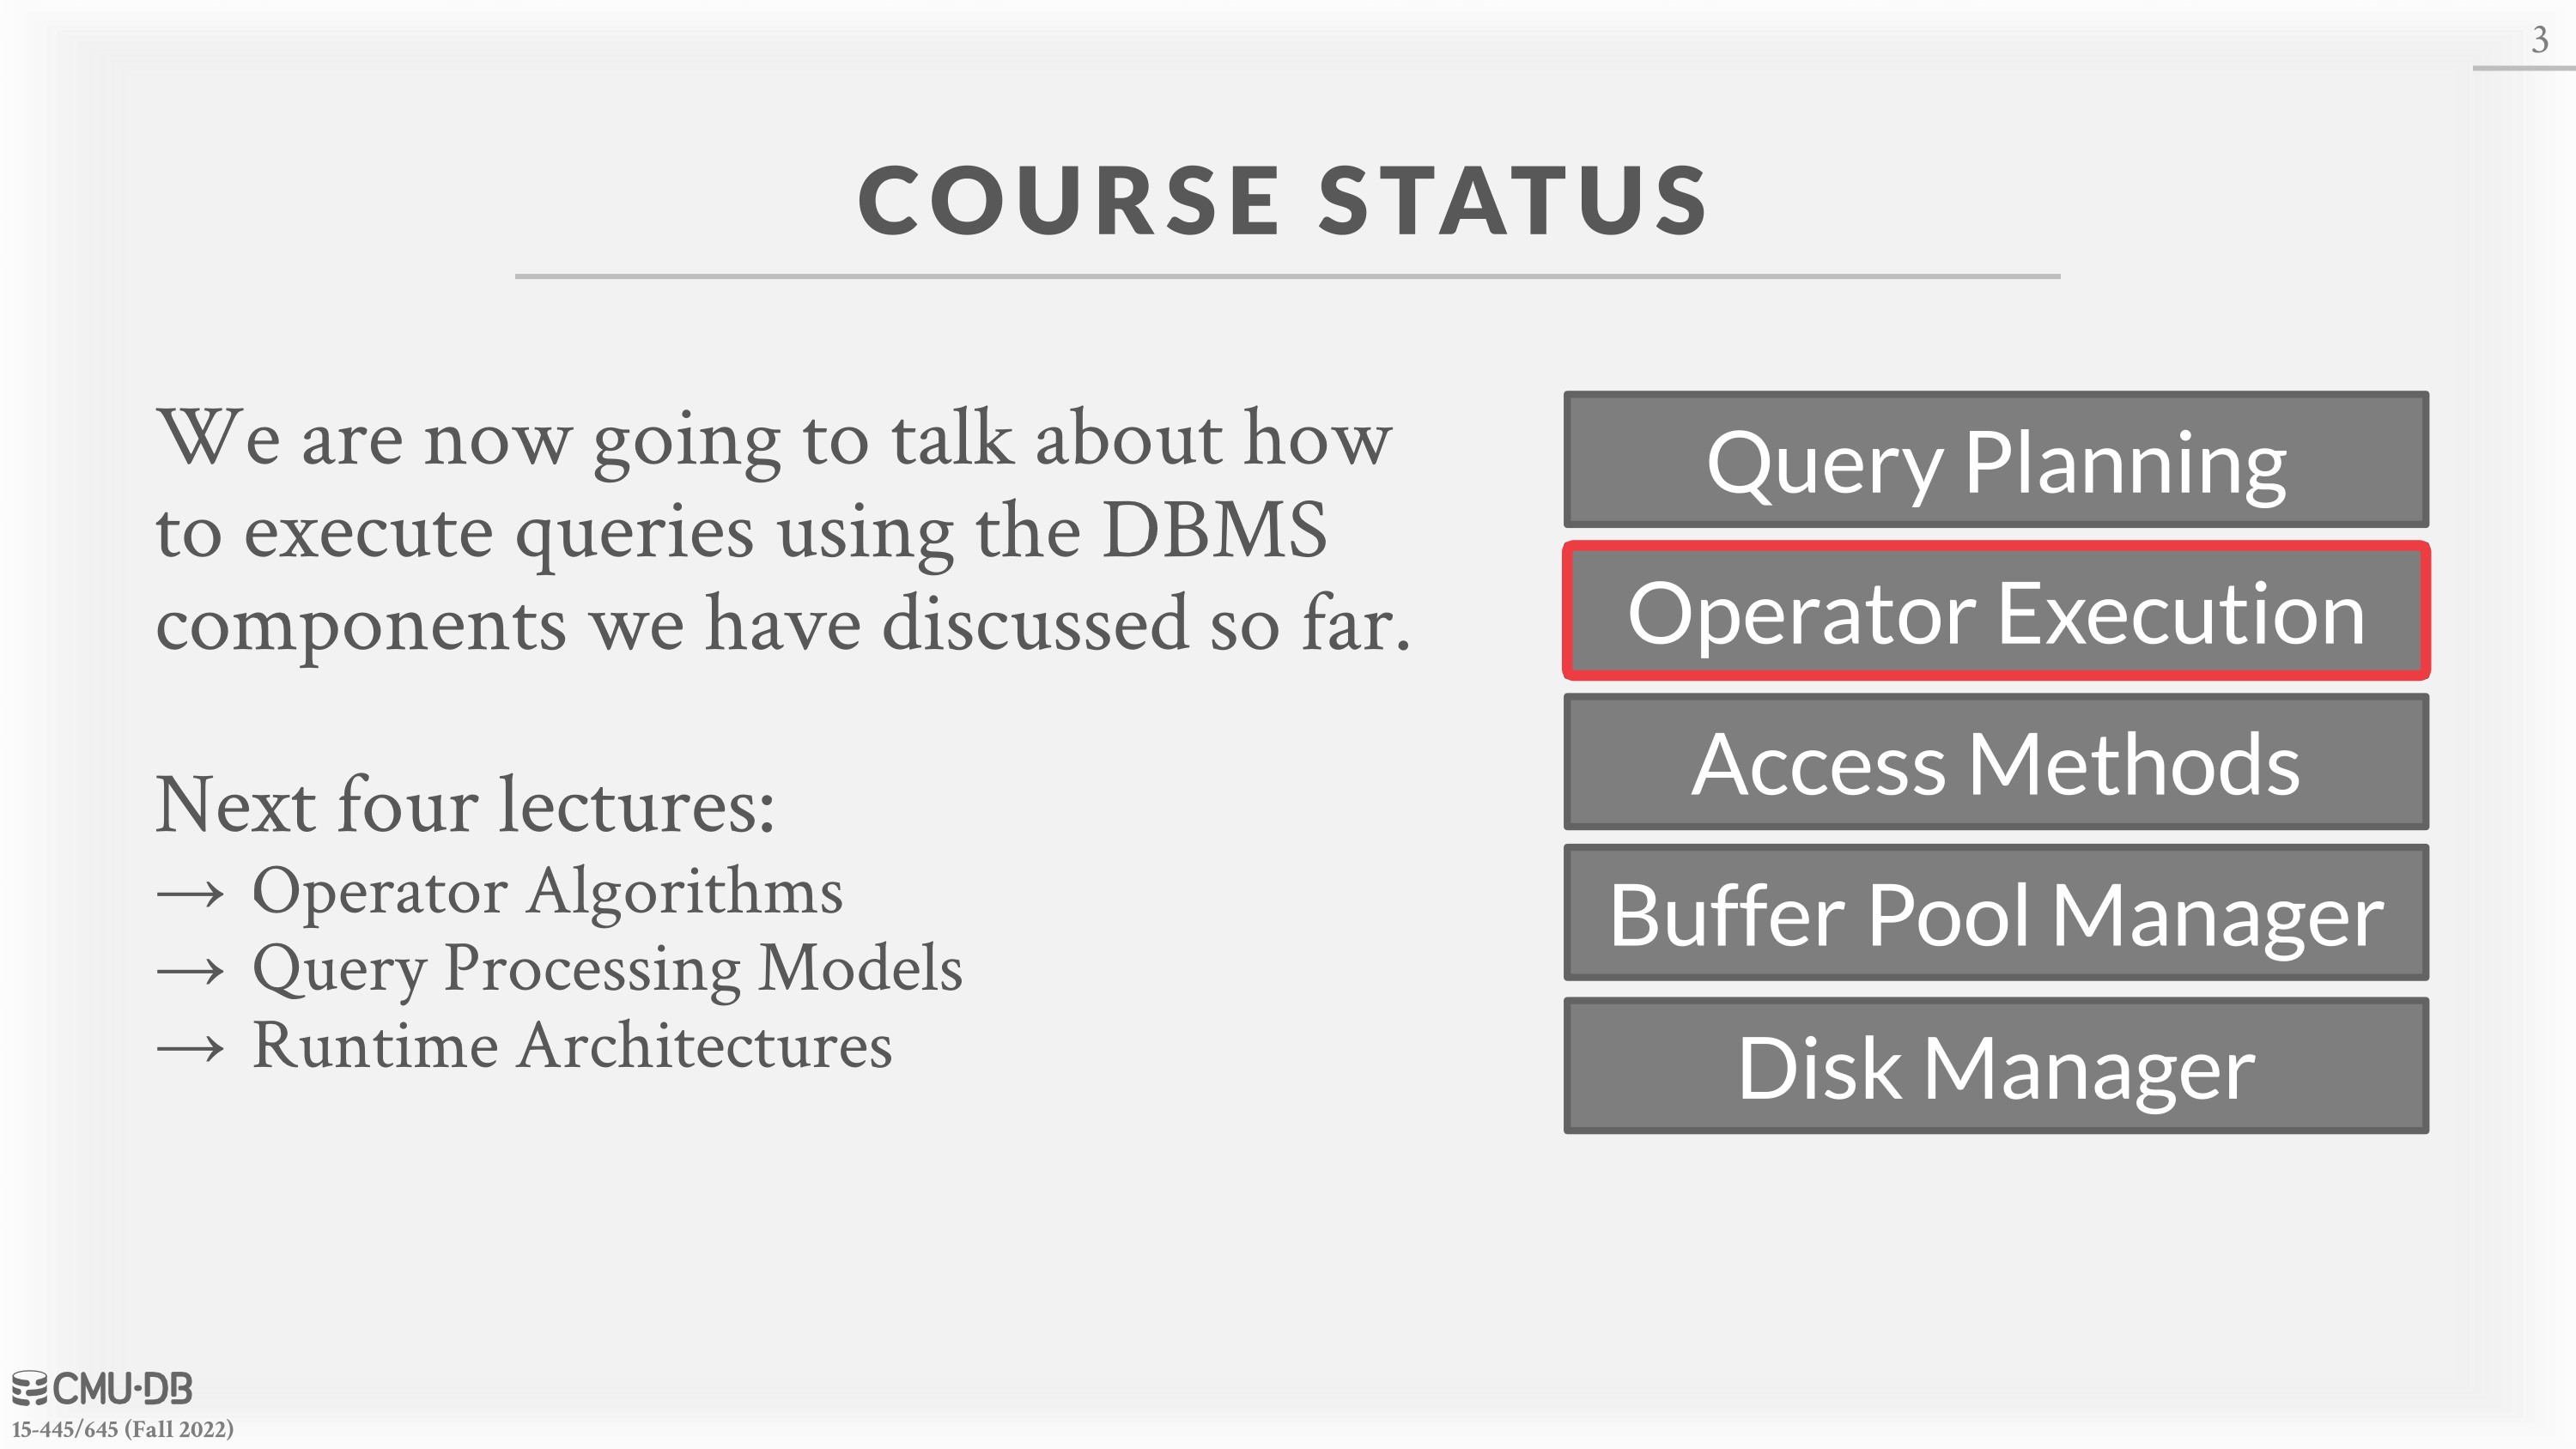 3
COURSE STATUS
We are now going to talk about how
to execute queries using the DBMS
components we have discussed so far.
Next four lectures:
→ Operator Algorithms
→ Query Processing Models
→ Runtime Architectures
Query Planning
Operator Execution
Access Methods
Buffer Pool Manager
Disk Manager
CMU·DB
15-445/645 (Fall 2022)